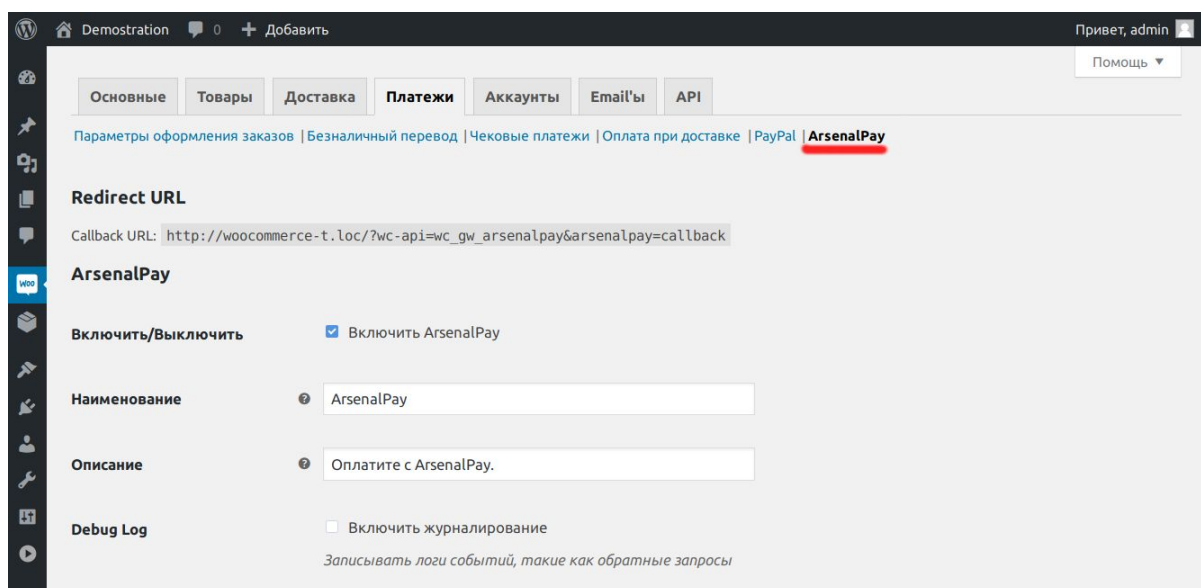 Demostration 0 Добавить Привет, admin
Помощь ▼
Основные Товары Доставка Платежи Аккаунты Email'ы API
Параметры оформления заказов | Безналичный перевод | Чековые платежи | Оплата при доставке | PayPal | ArsenalPay
Redirect URL
Callback URL: http://woocommerce-t.loc/?wc-api=wc_gw_arsenalpay&arsenalpay=callback
Woo
ArsenalPay
Включить/Выключить Включить ArsenalPay
Наименование ArsenalPay
Описание Оплатите с ArsenalPay.
Debug Log Включить журналирование
Записывать логи событий, такие как обратные запросы